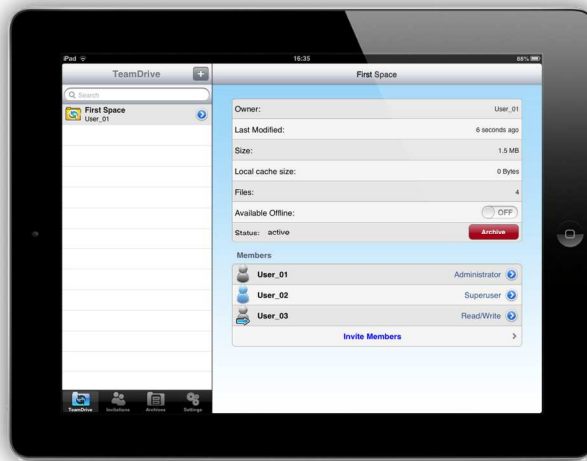 iPad 16:35 88%
TeamDrive + First Space
Search
First Space
User_01
Owner: User_01
Last Modified: 6 seconds ago
Size: 1.5 MB
Local cache size: 0 Bytes
Files: 4
Available Offline: OFF
Status: active Archive
Members
User_01 Administrator
User_02 Superuser
User_03 Read/Write
Invite Members
TeamDrive Invitations Archives Settings